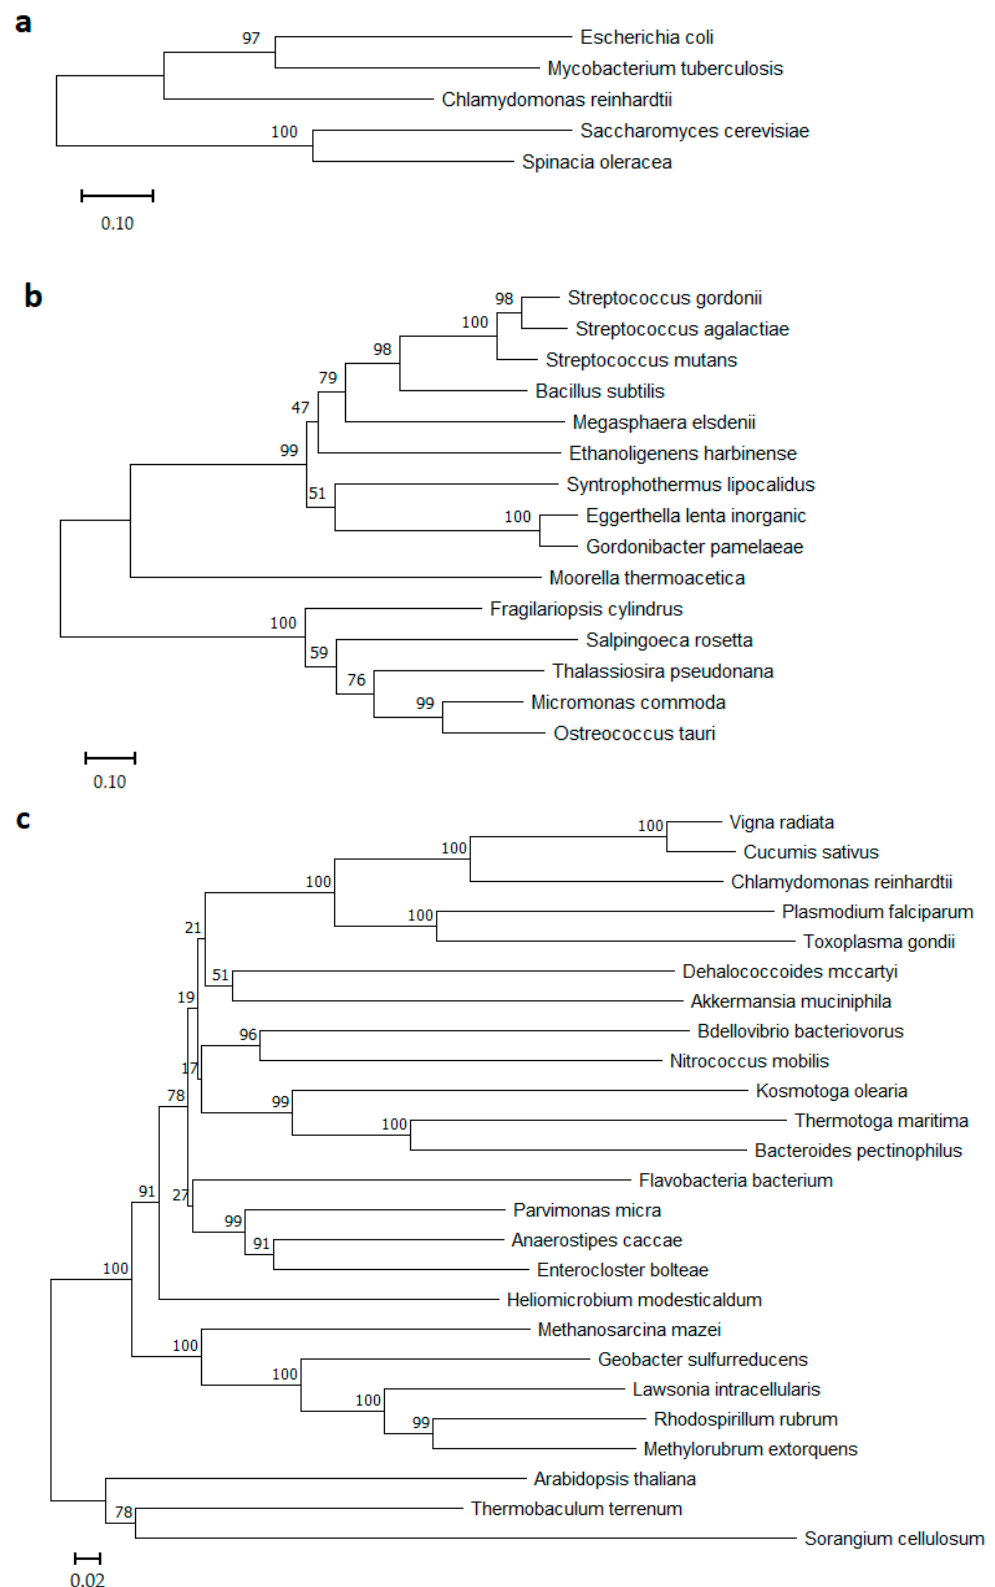 a
97
Escherichia coli
Mycobacterium tuberculosis
Chlamydomonas reinhardtii
100
Saccharomyces cerevisiae
Spinacia oleracea
0.10
b
98
Streptococcus gordonii
100
Streptococcus agalactiae
98
Streptococcus mutans
79
Bacillus subtilis
47
Megasphaera elsdenii
99
Ethanoligenens harbinense
51
Syntrophothermus lipocalidus
100
Eggerthella lenta inorganic
Gordonibacter pamelaeae
Moorella thermoacetica
100
Fragilariopsis cylindrus
59
Salpingoeca rosetta
76
Thalassiosira pseudonana
99
Micromonas commoda
Ostreococcus tauri
0.10
c
100
Vigna radiata
100
Cucumis sativus
100
Chlamydomonas reinhardtii
100
Plasmodium falciparum
21
Toxoplasma gondii
51
Dehalococcoides mccartyi
19
Akkermansia muciniphila
96
Bdellovibrio bacteriovorus
17
Nitrococcus mobilis
78
99
Kosmotoga olearia
100
Thermotoga maritima
Bacteroides pectinophilus
91
27
Flavobacteria bacterium
99
Parvimonas micra
91
Anaerostipes caccae
100
Enterocloster bolteae
Heliomicrobium modesticaldum
100
Methanosarcina mazei
100
Geobacter sulfurreducens
100
Lawsonia intracellularis
99
Rhodospirillum rubrum
Methylorubrum extorquens
Arabidopsis thaliana
78
Thermobaculum terrenum
Sorangium cellulosum
0.02